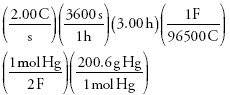 (2.00 C / s)(3600 s / 1 h)(3.00 h)(1 F / 96500 C)
(1 mol Hg / 2 F)(200.6 g Hg / 1 mol Hg)